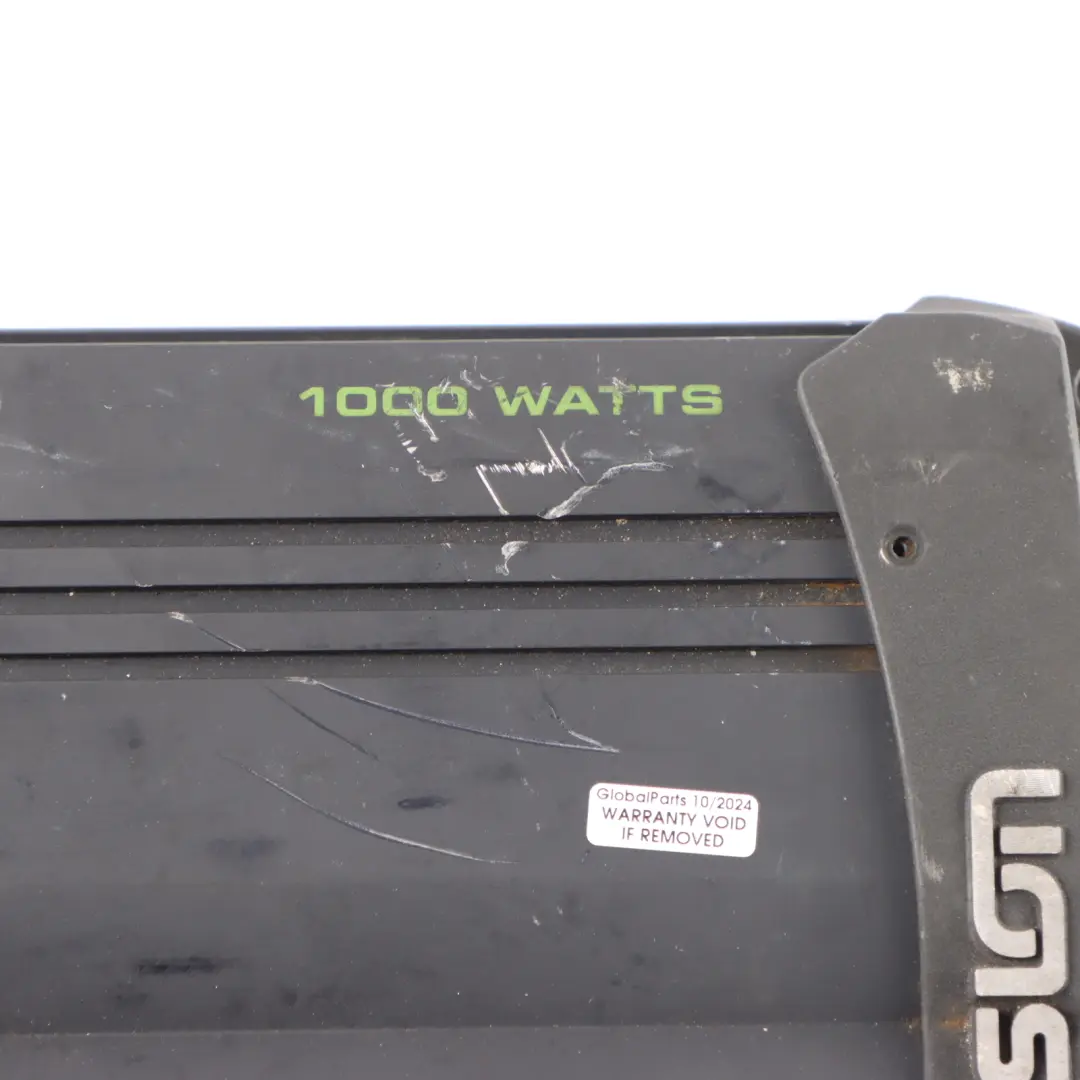 1000 WATTS
GlobalParts 10/2024
WARRANTY VOID
IF REMOVED